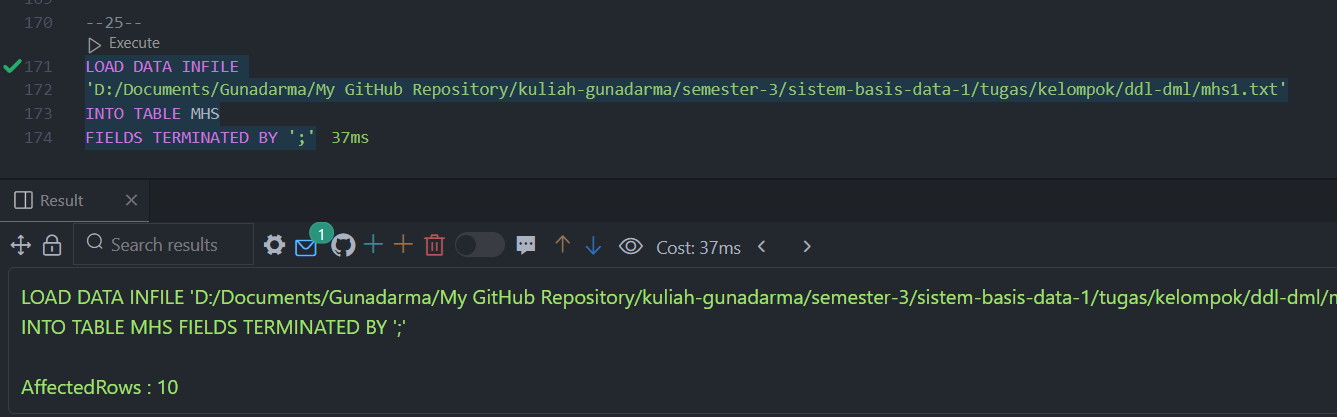 169
170 --25--
Execute
171 LOAD DATA INFILE
172 'D:/Documents/Gunadarma/My GitHub Repository/kuliah-gunadarma/semester-3/sistem-basis-data-1/tugas/kelompok/ddl-dml/mhs1.txt'
173 INTO TABLE MHS
174 FIELDS TERMINATED BY ';' 37ms
Result
Search results 1 Cost: 37ms
LOAD DATA INFILE 'D:/Documents/Gunadarma/My GitHub Repository/kuliah-gunadarma/semester-3/sistem-basis-data-1/tugas/kelompok/ddl-dml/
INTO TABLE MHS FIELDS TERMINATED BY ';'
AffectedRows : 10